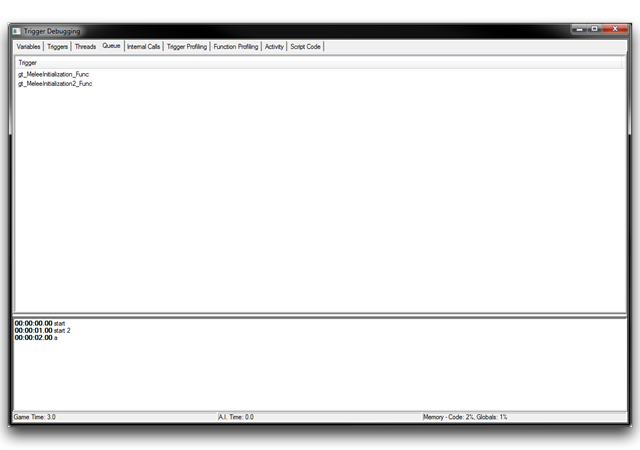 Trigger Debugging
Variables Triggers Threads Queue Internal Calls Trigger Profiling Function Profiling Activity Script Code
Trigger
gt_MeleeInitialization_Func
gt_MeleeInitialization2_Func
00:00:00.00 start
00:00:01.00 start 2
00:00:02.00 a
Game Time: 3.0 A.I. Time: 0.0 Memory - Code: 2%, Globals: 1%